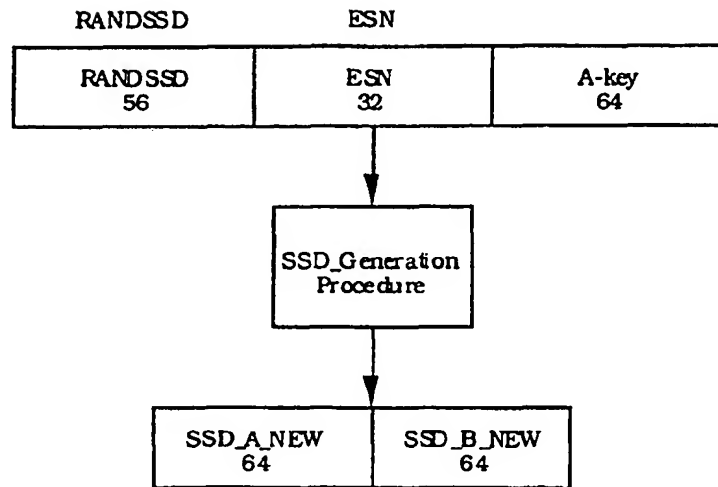 RANDSSD ESN
RANDSSD ESN A-key
56 32 64
SSD_Generation
Procedure
SSD_A_NEW SSD_B_NEW
64 64